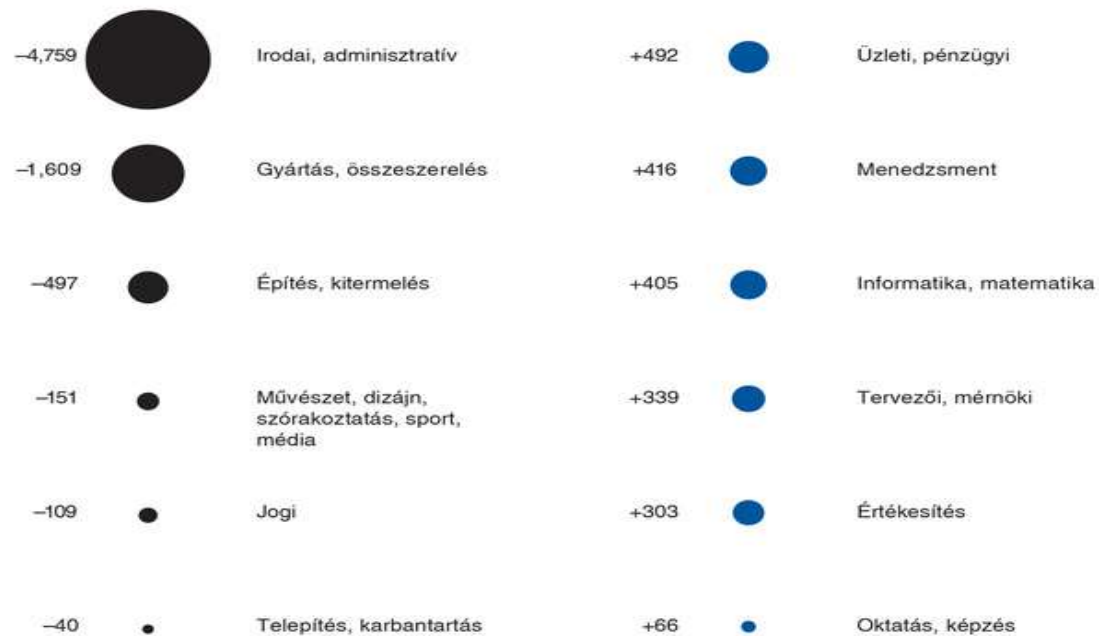 –4,759 Irodai, adminisztratív +492 Üzleti, pénzügyi
–1,609 Gyártás, összeszerelés +416 Menedzsment
–497 Építés, kitermelés +405 Informatika, matematika
–151 Művészet, dizájn, +339 Tervezői, mérnöki
szórakoztatás, sport,
média
–109 Jogi +303 Értékesítés
–40 Telepítés, karbantartás +66 Oktatás, képzés